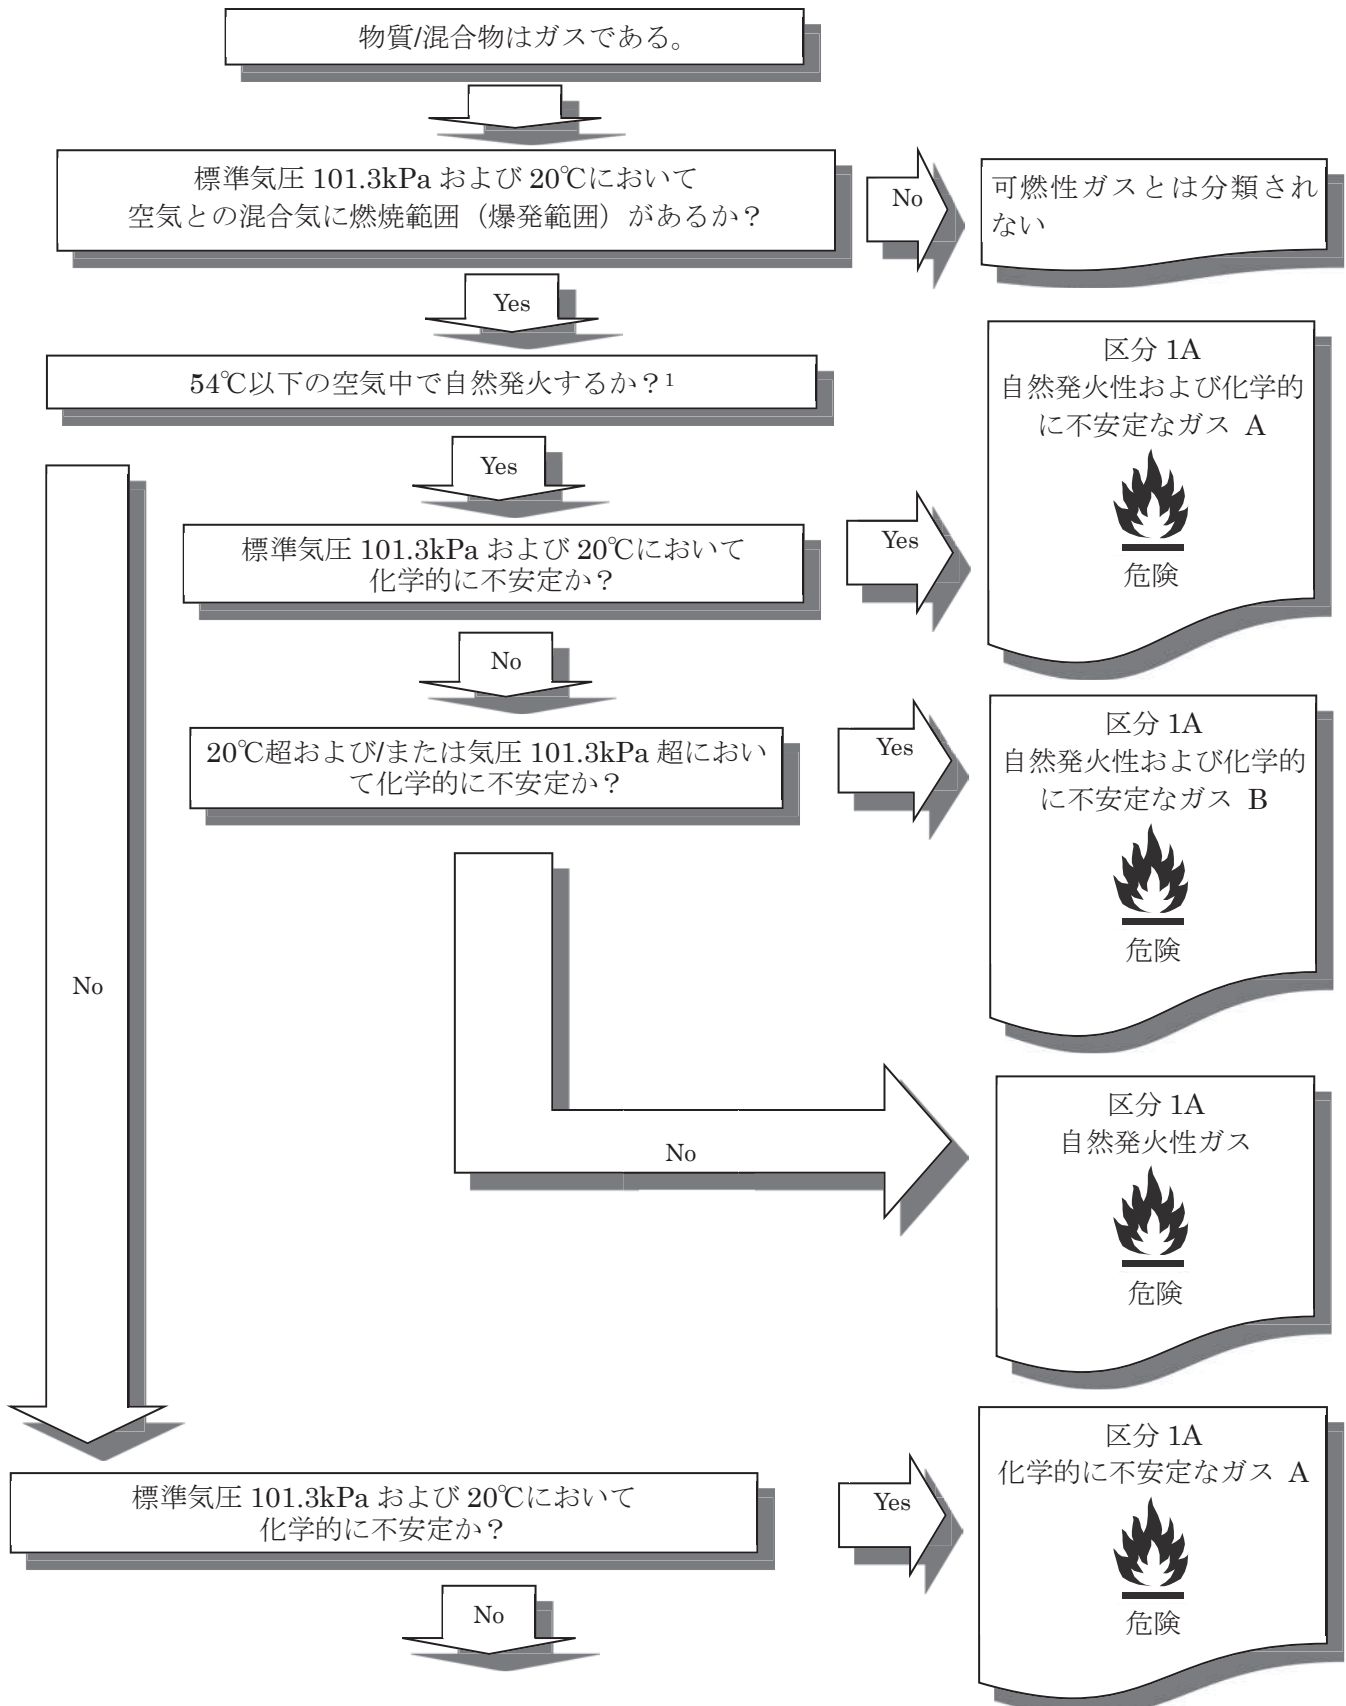 物質/混合物はガスである。
標準気圧 101.3kPa および 20℃において
空気との混合気に燃焼範囲（爆発範囲）があるか？
No
可燃性ガスとは分類され
ない
Yes
54℃以下の空気中で自然発火するか？1
区分 1A
自然発火性および化学的
に不安定なガス A
危険
Yes
標準気圧 101.3kPa および 20℃において
化学的に不安定か？
Yes
No
20℃超および/または気圧 101.3kPa 超におい
て化学的に不安定か？
Yes
区分 1A
自然発火性および化学的
に不安定なガス B
危険
No
No
区分 1A
自然発火性ガス
危険
標準気圧 101.3kPa および 20℃において
化学的に不安定か？
Yes
区分 1A
化学的に不安定なガス A
危険
No